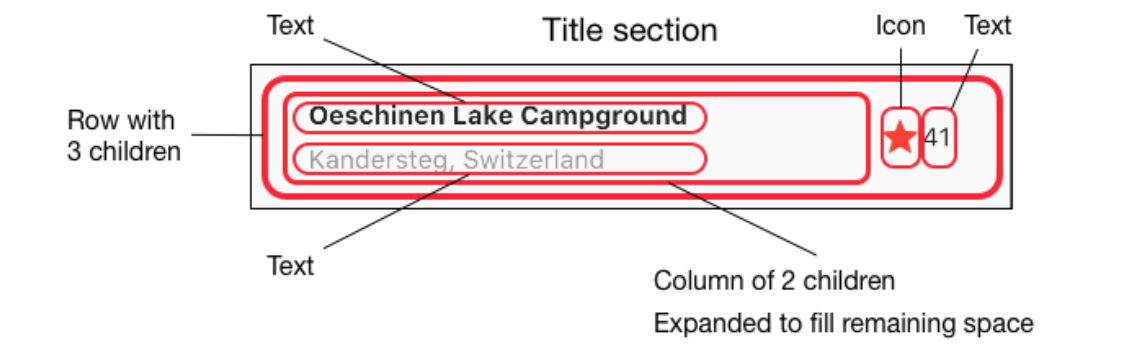 Text
Title section
Icon
Text
Row with
3 children
Oeschinen Lake Campground
41
Kandersteg, Switzerland
Text
Column of 2 children
Expanded to fill remaining space